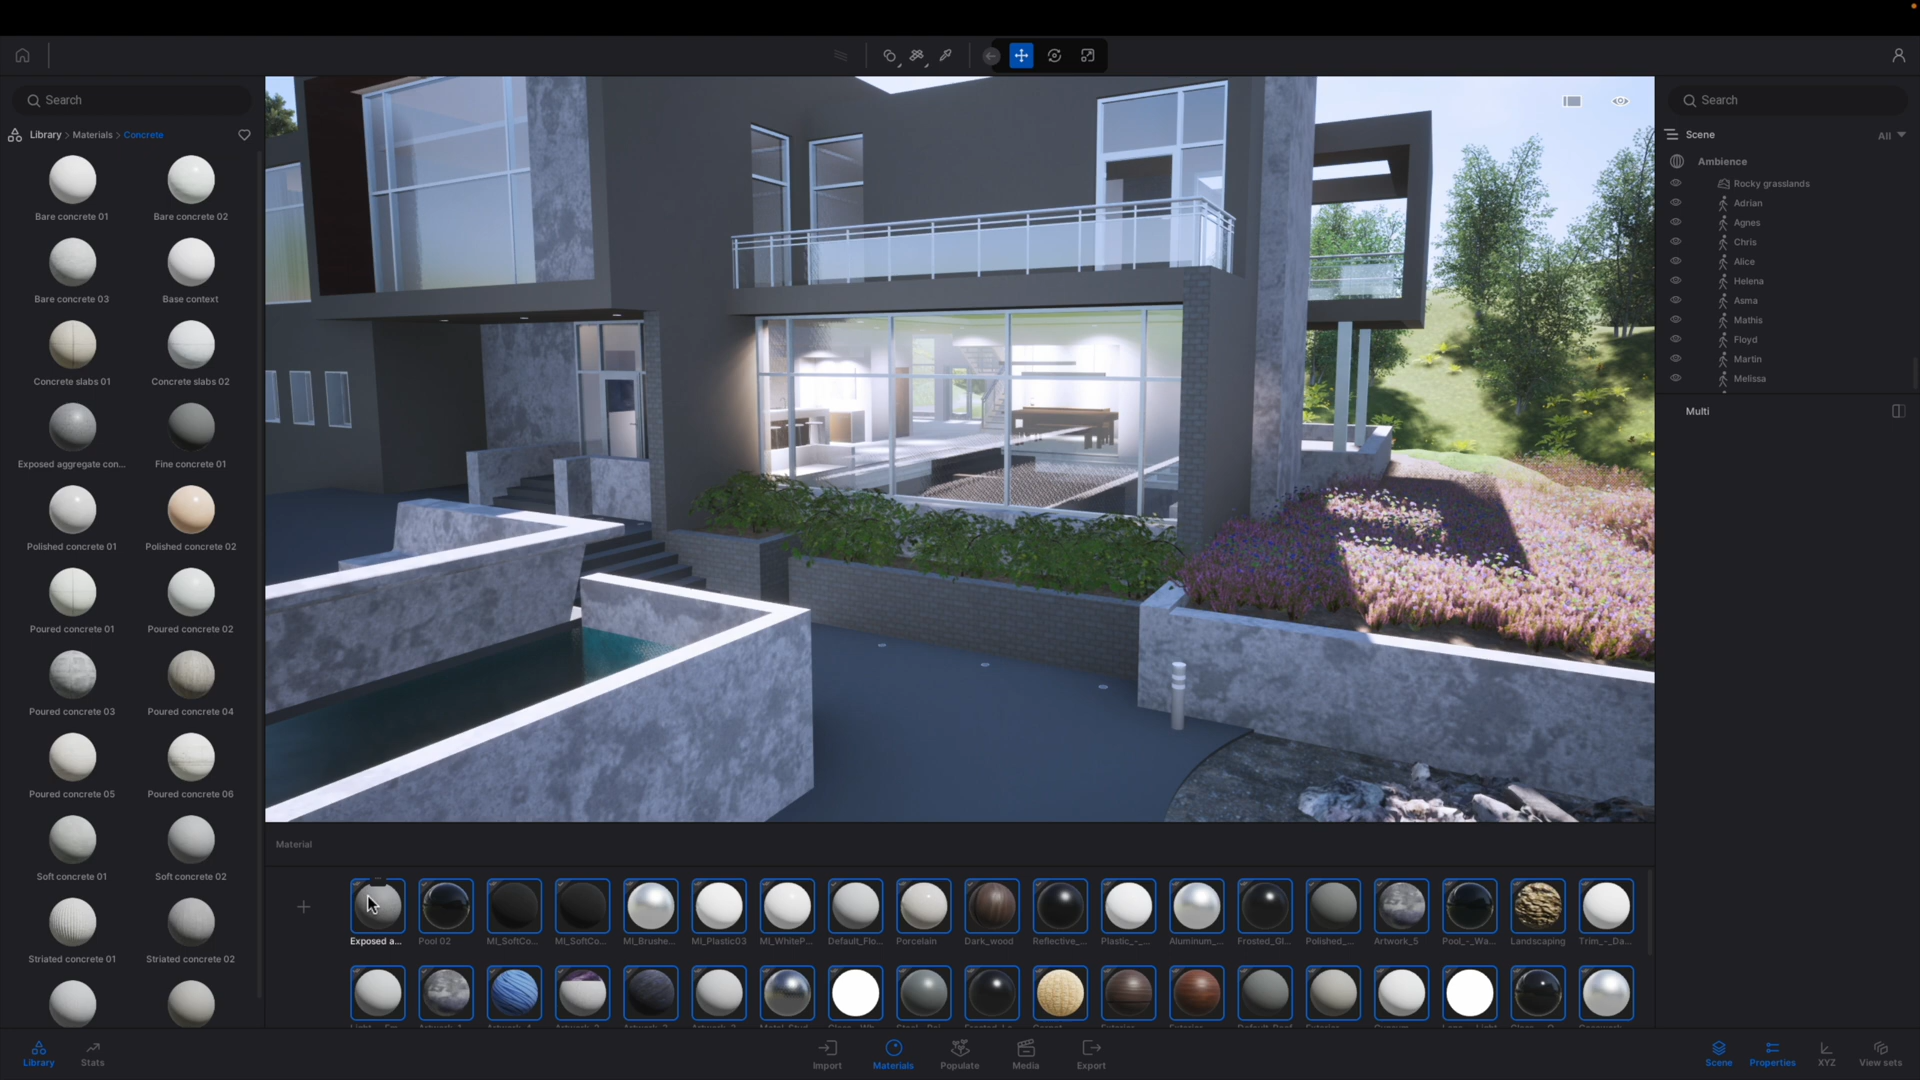 Search
Library > Materials > Concrete
Bare concrete 01
Bare concrete 02
Bare concrete 03
Base context
Concrete slabs 01
Concrete slabs 02
Exposed aggregate con...
Fine concrete 01
Polished concrete 01
Polished concrete 02
Poured concrete 01
Poured concrete 02
Poured concrete 03
Poured concrete 04
Poured concrete 05
Poured concrete 06
Soft concrete 01
Soft concrete 02
Striated concrete 01
Striated concrete 02
Search
Scene
All
Ambience
Rocky grasslands
Adrian
Agnes
Chris
Alice
Helena
Asma
Mathis
Floyd
Martin
Melissa
Multi
Material
Exposed a...
Pool 02
MI_SoftCo...
MI_SoftCo...
MI_Brushe...
MI_Plastic03
MI_WhiteP...
Default_Flo...
Porcelain
Dark_wood
Reflective_...
Plastic_-_...
Aluminum_...
Frosted_Gl...
Polished_...
Artwork_5
Pool_-_Wa...
Landscaping
Trim_-_Da...
Library
Stats
Import
Materials
Populate
Media
Export
Scene
Properties
XYZ
View sets